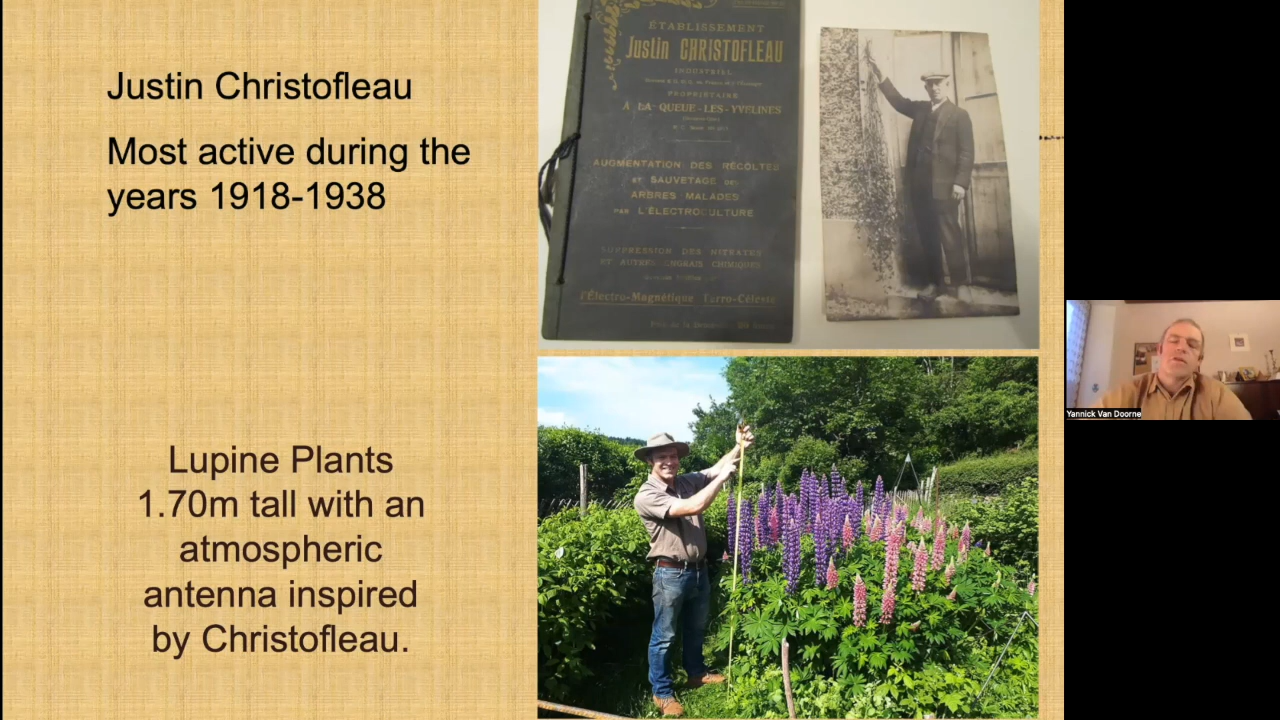 Justin Christofleau
Most active during the
years 1918-1938
Lupine Plants
1.70m tall with an
atmospheric
antenna inspired
by Christofleau.
ÉTABLISSEMENT
Justin CHRISTOFLEAU
INDUSTRIEL
PROPRIÉTAIRE
A LA QUEUE-LES-YVELINES
AUGMENTATION DES RÉCOLTES
ET SAUVETAGE DES
ARBRES MALADES
PAR L'ÉLECTROCULTURE
SUPPRESSION DES NITRATES
ET AUTRES ENGRAIS CHIMIQUES
l'Électro-Magnétique Terro-Céleste
Yannick Van Doorne